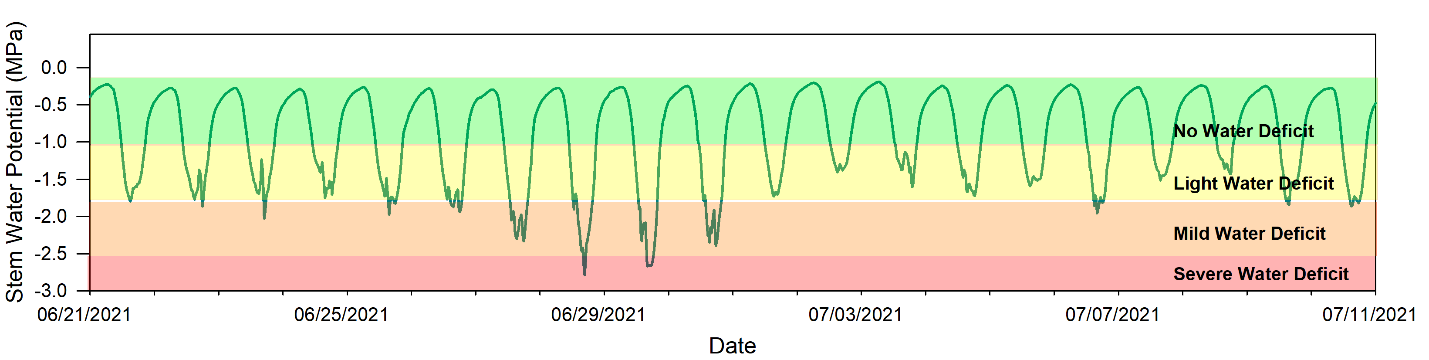 Stem Water Potential (MPa)
0.0
-0.5
-1.0
-1.5
-2.0
-2.5
-3.0
No Water Deficit
Light Water Deficit
Mild Water Deficit
Severe Water Deficit
06/21/2021 06/25/2021 06/29/2021 07/03/2021 07/07/2021 07/11/2021
Date